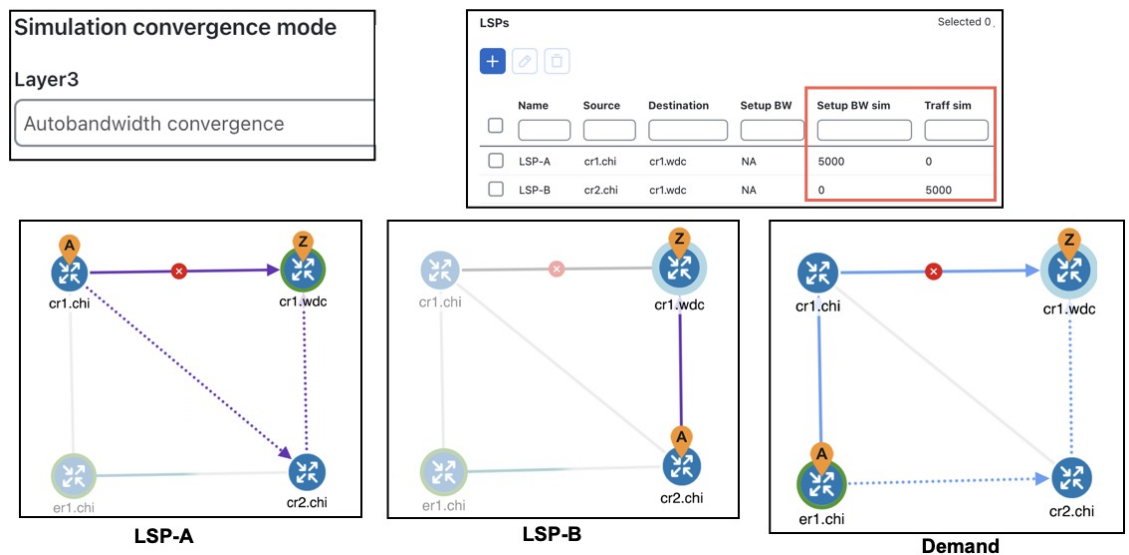 Simulation convergence mode
Layer3
Autobandwidth convergence
LSPs
Selected 0
Name Source Destination Setup BW Setup BW sim Traff sim
LSP-A cr1.chi cr1.wdc NA 5000 0
LSP-B cr2.chi cr1.wdc NA 0 5000
A
Z
cr1.chi
cr1.wdc
er1.chi
cr2.chi
LSP-A
Z
cr1.chi
cr1.wdc
A
er1.chi
cr2.chi
LSP-B
Z
cr1.chi
cr1.wdc
A
er1.chi
cr2.chi
Demand